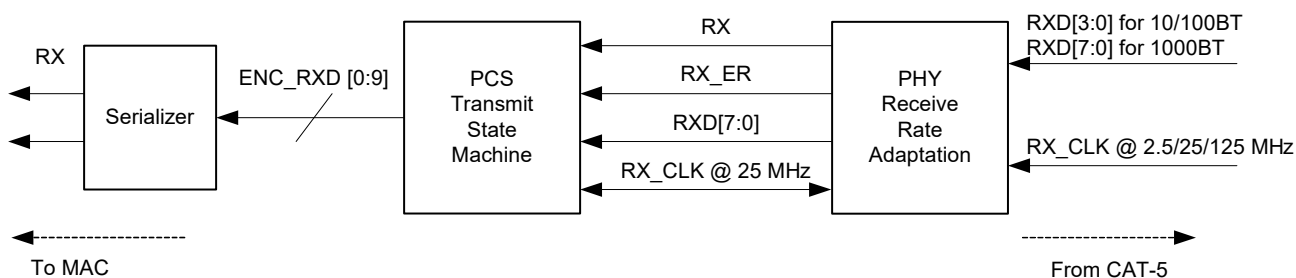 RX
Serializer
ENC_RXD [0:9]
PCS
Transmit
State
Machine
RX
RX_ER
RXD[7:0]
RX_CLK @ 25 MHz
PHY
Receive
Rate
Adaptation
RXD[3:0] for 10/100BT
RXD[7:0] for 1000BT
RX_CLK @ 2.5/25/125 MHz
To MAC
From CAT-5